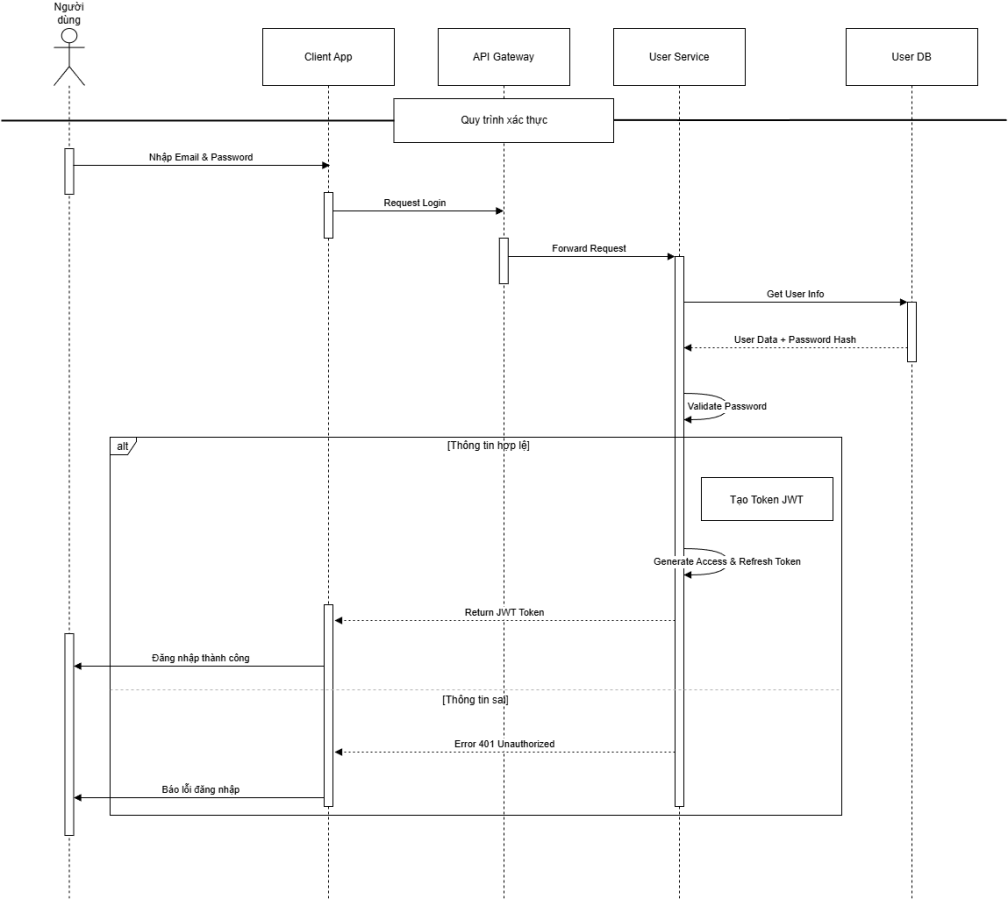 Người
dùng
Client App
API Gateway
User Service
User DB
Quy trình xác thực
Nhập Email & Password
Request Login
Forward Request
Get User Info
User Data + Password Hash
Validate Password
alt
[Thông tin hợp lệ]
Tạo Token JWT
Generate Access & Refresh Token
Return JWT Token
Đăng nhập thành công
[Thông tin sai]
Error 401 Unauthorized
Báo lỗi đăng nhập